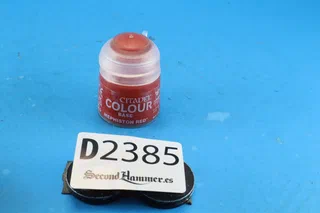 CITADEL
COLOUR
BASE
MEPHISTON RED
D2385
SecondHammer.es